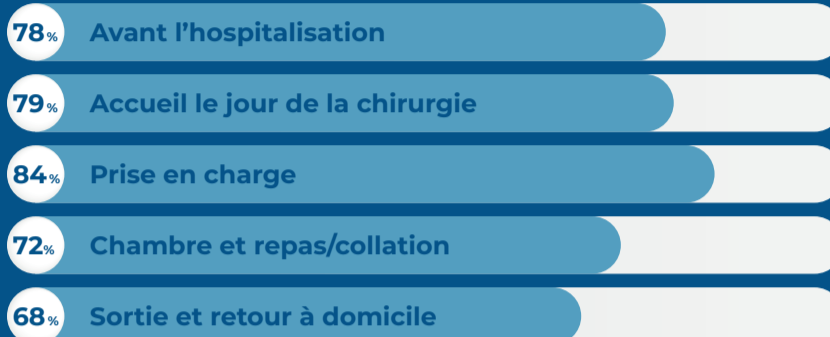 78% Avant l’hospitalisation
79% Accueil le jour de la chirurgie
84% Prise en charge
72% Chambre et repas/collation
68% Sortie et retour à domicile